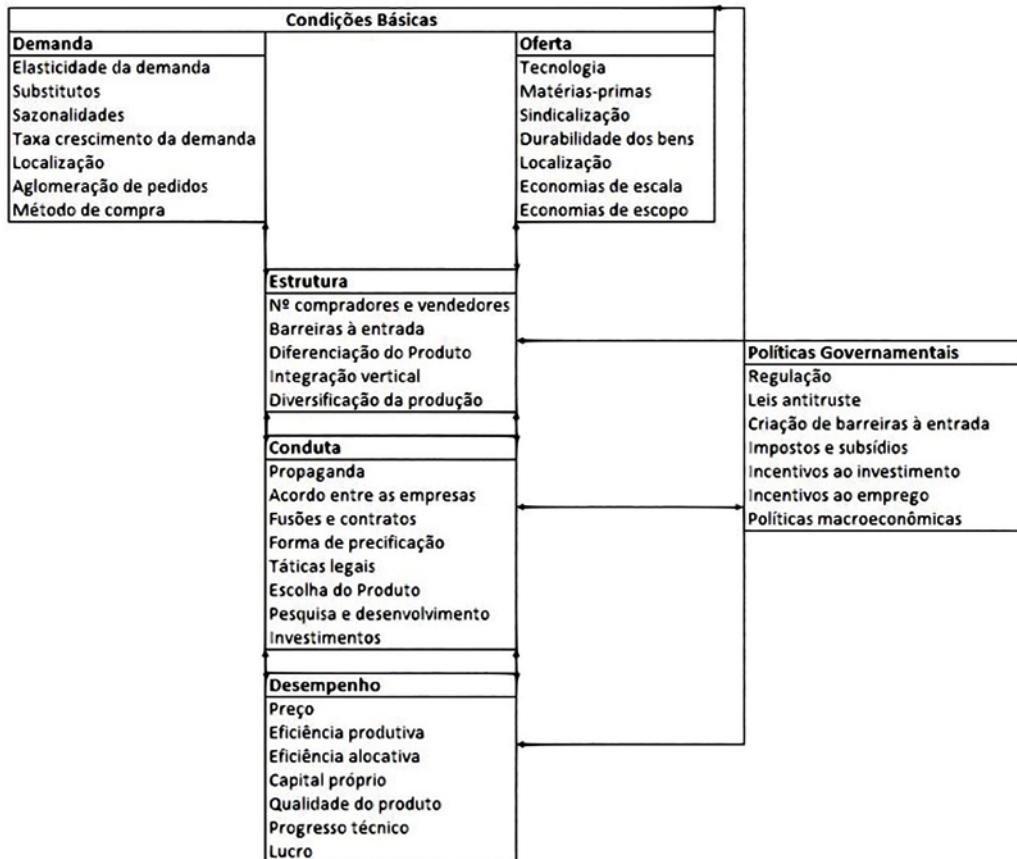 Condições Básicas
Demanda
Elasticidade da demanda
Substitutos
Sazonalidades
Taxa crescimento da demanda
Localização
Aglomeração de pedidos
Método de compra
Oferta
Tecnologia
Matérias-primas
Sindicalização
Durabilidade dos bens
Localização
Economias de escala
Economias de escopo
Estrutura
Nº compradores e vendedores
Barreiras à entrada
Diferenciação do Produto
Integração vertical
Diversificação da produção
Conduta
Propaganda
Acordo entre as empresas
Fusões e contratos
Forma de precificação
Táticas legais
Escolha do Produto
Pesquisa e desenvolvimento
Investimentos
Desempenho
Preço
Eficiência produtiva
Eficiência alocativa
Capital próprio
Qualidade do produto
Progresso técnico
Lucro
Políticas Governamentais
Regulação
Leis antitruste
Criação de barreiras à entrada
Impostos e subsídios
Incentivos ao investimento
Incentivos ao emprego
Políticas macroeconômicas